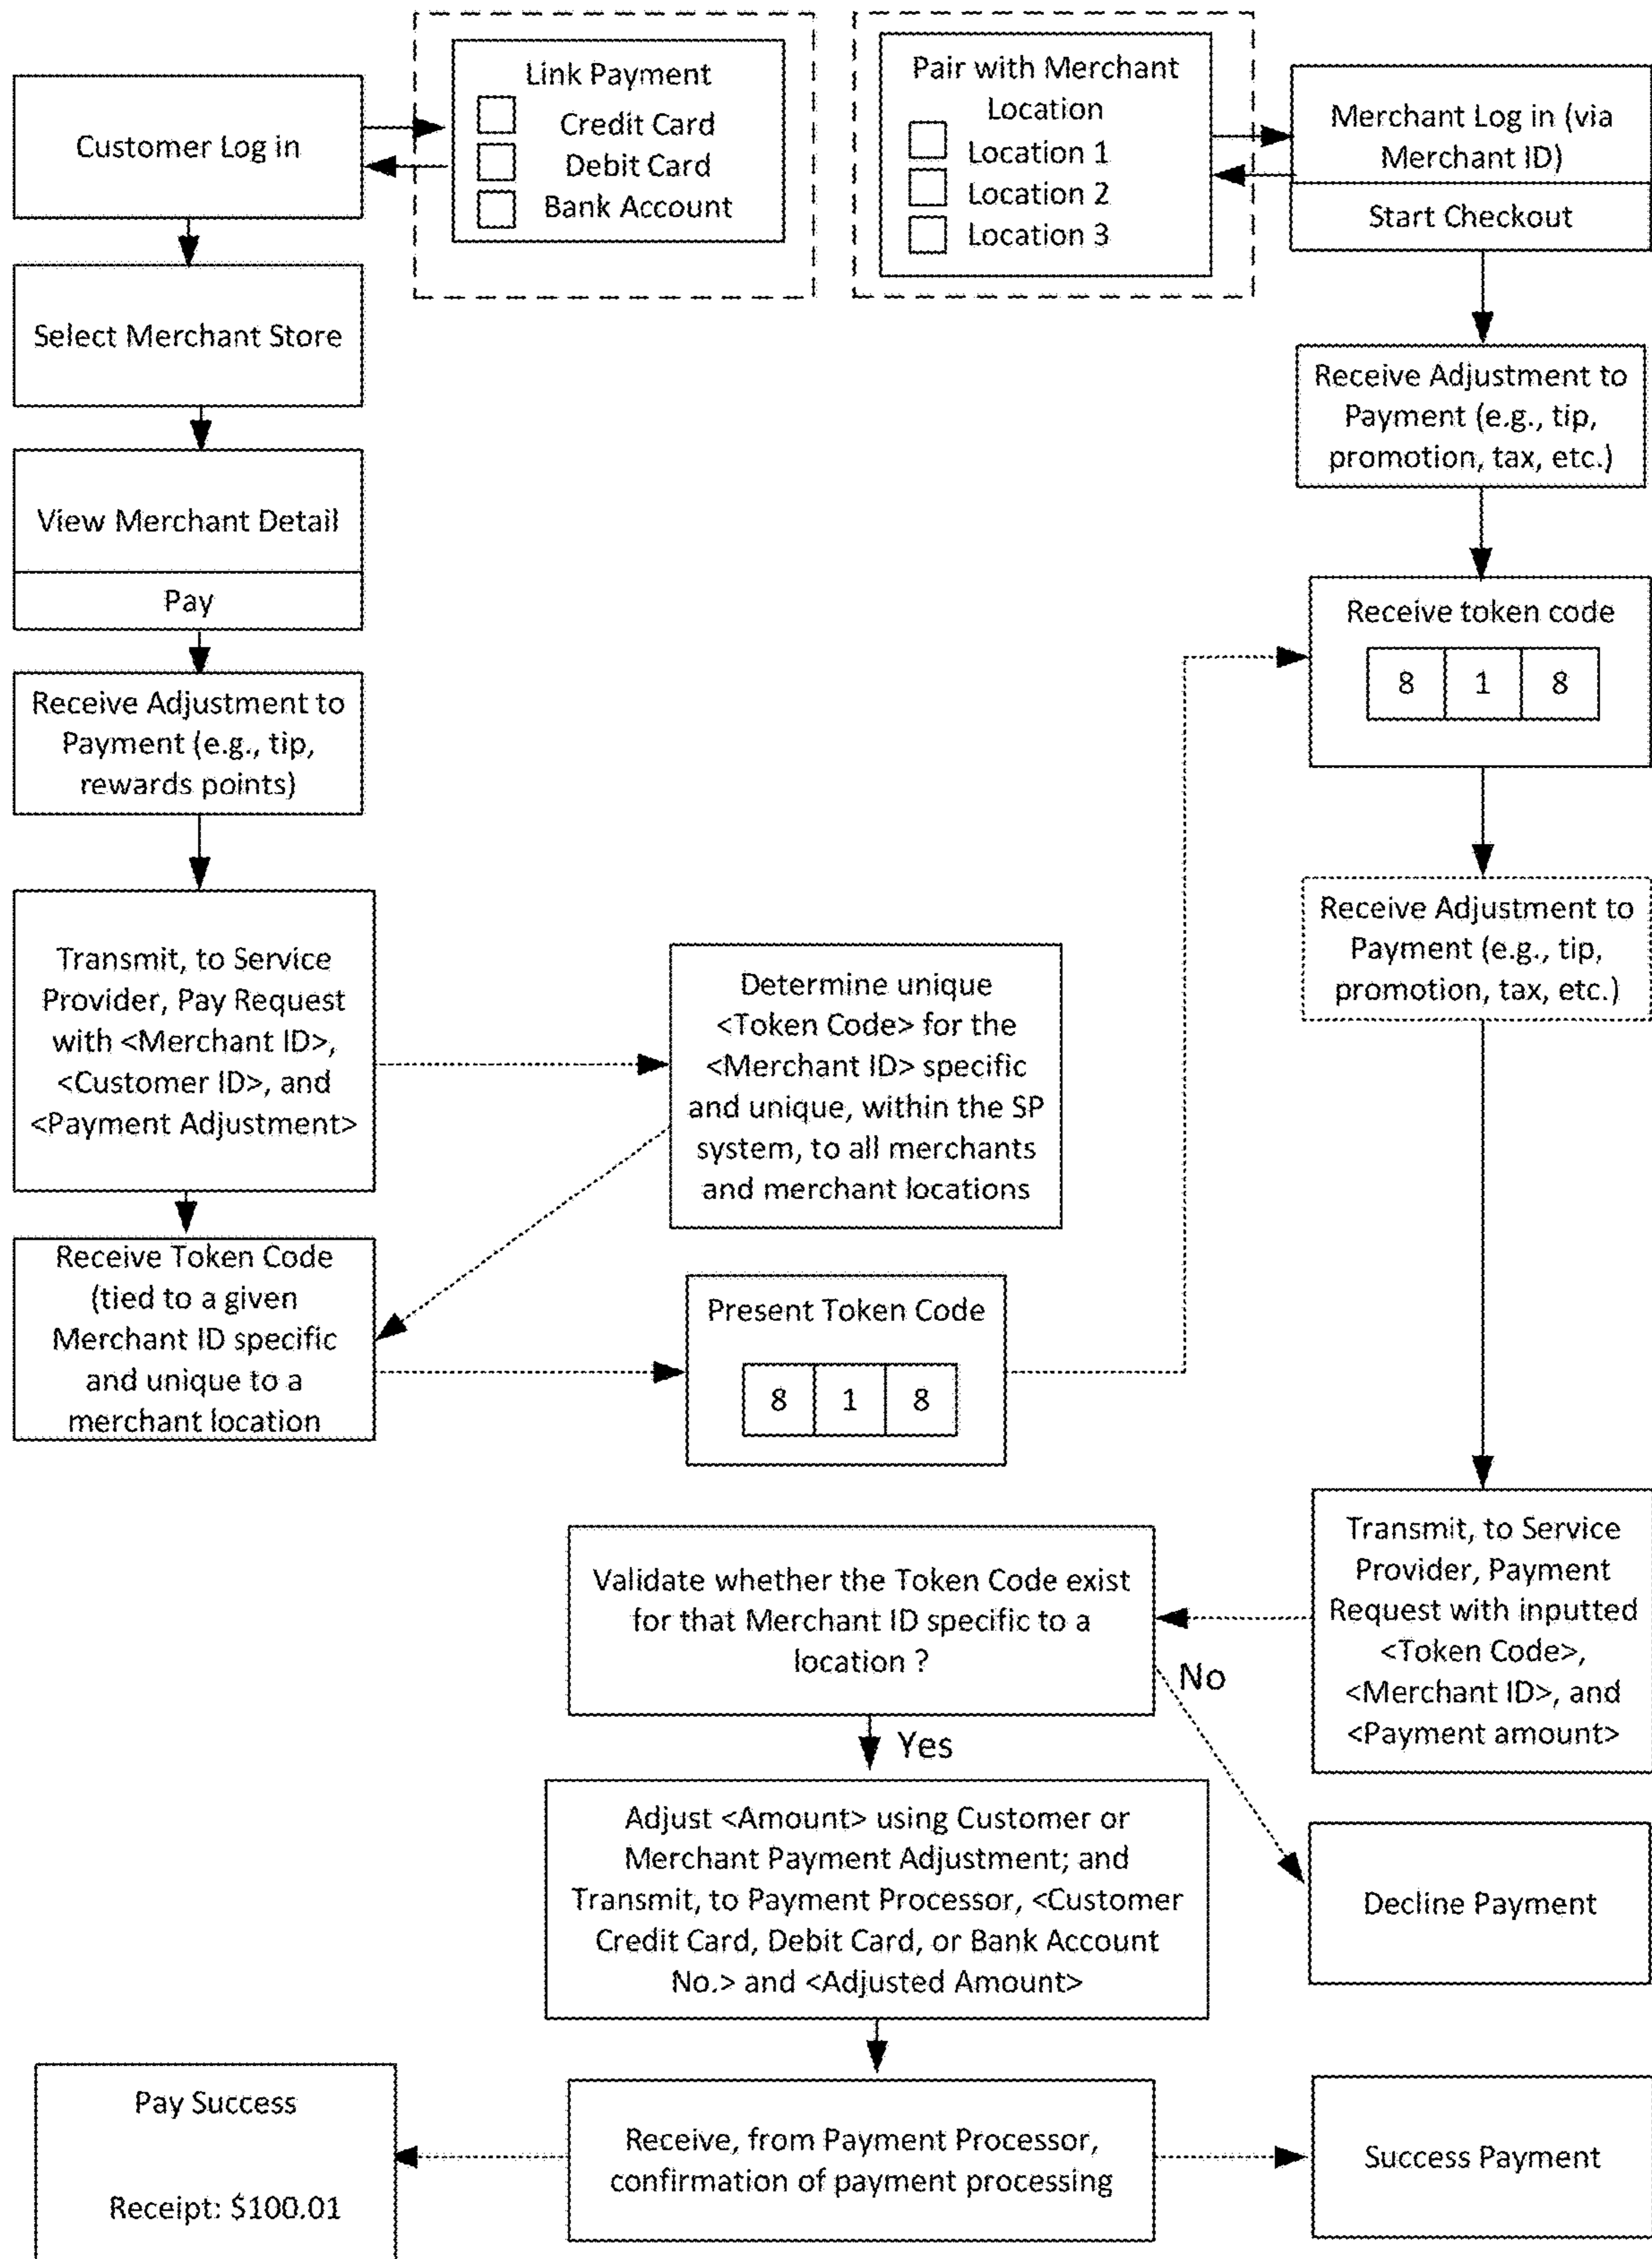 Customer Log in
Link Payment
Credit Card
Debit Card
Bank Account
Pair with Merchant
Location
Location 1
Location 2
Location 3
Merchant Log in (via
Merchant ID)
Start Checkout
Select Merchant Store
Receive Adjustment to
Payment (e.g., tip,
promotion, tax, etc.)
View Merchant Detail
Pay
Receive token code
8 1 8
Receive Adjustment to
Payment (e.g., tip,
rewards points)
Receive Adjustment to
Payment (e.g., tip,
promotion, tax, etc.)
Transmit, to Service
Provider, Pay Request
with <Merchant ID>,
<Customer ID>, and
<Payment Adjustment>
Determine unique
<Token Code> for the
<Merchant ID> specific
and unique, within the SP
system, to all merchants
and merchant locations
Receive Token Code
(tied to a given
Merchant ID specific
and unique to a
merchant location
Present Token Code
8 1 8
Transmit, to Service
Provider, Payment
Request with inputted
<Token Code>,
<Merchant ID>, and
<Payment amount>
Validate whether the Token Code exist
for that Merchant ID specific to a
location ?
No
Yes
Adjust <Amount> using Customer or
Merchant Payment Adjustment; and
Transmit, to Payment Processor, <Customer
Credit Card, Debit Card, or Bank Account
No.> and <Adjusted Amount>
Decline Payment
Pay Success
Receipt: $100.01
Receive, from Payment Processor,
confirmation of payment processing
Success Payment